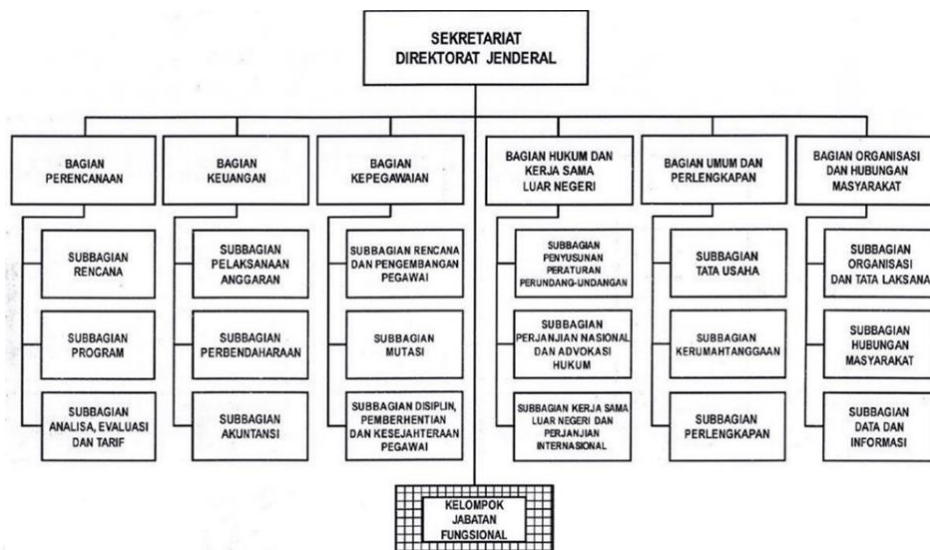 SEKRETARIAT
DIREKTORAT JENDERAL
BAGIAN
PERENCANAAN
BAGIAN
KEUANGAN
BAGIAN
KEPEGAWAIAN
BAGIAN HUKUM DAN
KERJA SAMA
LUAR NEGERI
BAGIAN UMUM DAN
PERLENGKAPAN
BAGIAN ORGANISASI
DAN HUBUNGAN
MASYARAKAT
SUBBAGIAN
RENCANA
SUBBAGIAN
PELAKSANAAN
ANGGARAN
SUBBAGIAN RENCANA
DAN PENGEMBANGAN
PEGAWAI
SUBBAGIAN
PENYUSUNAN
PERATURAN
PERUNDANG-UNDANGAN
SUBBAGIAN
TATA USAHA
SUBBAGIAN
ORGANISASI
DAN TATA LAKSANA
SUBBAGIAN
PROGRAM
SUBBAGIAN
PERBENDAHARAAN
SUBBAGIAN
MUTASI
SUBBAGIAN
PERJANJIAN NASIONAL
DAN ADVOKASI
HUKUM
SUBBAGIAN
KERUMAHTANGGAAN
SUBBAGIAN
HUBUNGAN
MASYARAKAT
SUBBAGIAN
ANALISA, EVALUASI
DAN TARIF
SUBBAGIAN
AKUNTANSI
SUBBAGIAN DISIPLIN,
PEMBERHENTIAN
DAN KESEJAHTERAAN
PEGAWAI
SUBBAGIAN KERJA SAMA
LUAR NEGERI DAN
PERJANJIAN
INTERNASIONAL
SUBBAGIAN
PERLENGKAPAN
SUBBAGIAN
DATA DAN
INFORMASI
KELOMPOK
JABATAN
FUNGSIONAL